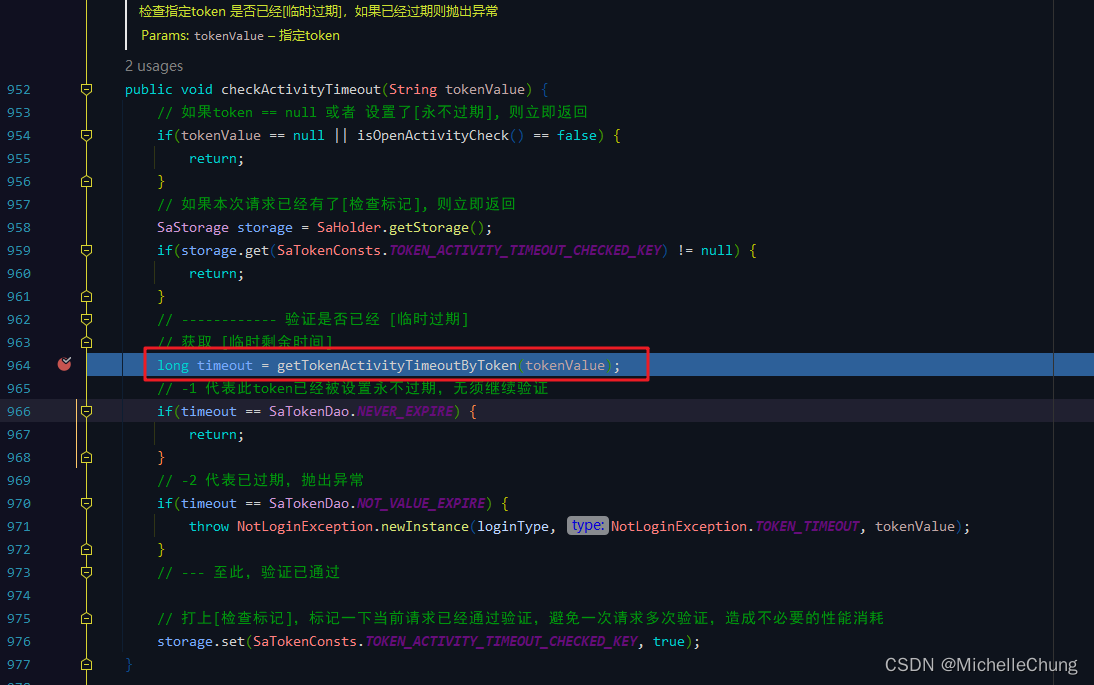 检查指定token 是否已经[临时过期]，如果已经过期则抛出异常
Params: tokenValue – 指定token
2 usages
952 public void checkActivityTimeout(String tokenValue) {
953 // 如果token == null 或者 设置了[永不过期]，则立即返回
954 if(tokenValue == null || isOpenActivityCheck() == false) {
955 return;
956 }
957 // 如果本次请求已经有了[检查标记]，则立即返回
958 SaStorage storage = SaHolder.getStorage();
959 if(storage.get(SaTokenConsts.TOKEN_ACTIVITY_TIMEOUT_CHECKED_KEY) != null) {
960 return;
961 }
962 // ------------ 验证是否已经 [临时过期]
963 // 获取 [临时剩余时间]
964 long timeout = getTokenActivityTimeoutByToken(tokenValue);
965 // -1 代表此token已经被设置永不过期，无须继续验证
966 if(timeout == SaTokenDao.NEVER_EXPIRE) {
967 return;
968 }
969 // -2 代表已过期，抛出异常
970 if(timeout == SaTokenDao.NOT_VALUE_EXPIRE) {
971 throw NotLoginException.newInstance(loginType, type: NotLoginException.TOKEN_TIMEOUT, tokenValue);
972 }
973 // --- 至此，验证已通过
974
975 // 打上[检查标记]，标记一下当前请求已经通过验证，避免一次请求多次验证，造成不必要的性能消耗
976 storage.set(SaTokenConsts.TOKEN_ACTIVITY_TIMEOUT_CHECKED_KEY, true);
977 }
CSDN @MichelleChung